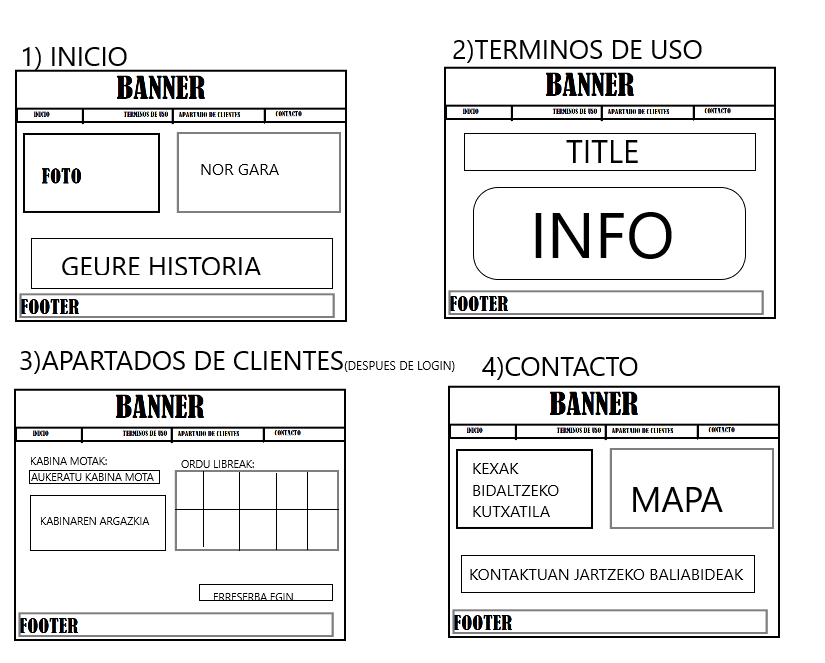 1) INICIO
BANNER
INICIO TERMINOS DE USO APARTADO DE CLIENTES CONTACTO
FOTO
NOR GARA
GEURE HISTORIA
FOOTER
2)TERMINOS DE USO
BANNER
INICIO TERMINOS DE USO APARTADO DE CLIENTES CONTACTO
TITLE
INFO
FOOTER
3)APARTADOS DE CLIENTES(DESPUES DE LOGIN)
BANNER
INICIO TERMINOS DE USO APARTADO DE CLIENTES CONTACTO
KABINA MOTAK:
AUKERATU KABINA MOTA
KABINAREN ARGAZKIA
ORDU LIBREAK:
ERRESERBA EGIN
FOOTER
4)CONTACTO
BANNER
INICIO TERMINOS DE USO APARTADO DE CLIENTES CONTACTO
KEXAK
BIDALTZEKO
KUTXATILA
MAPA
KONTAKTUAN JARTZEKO BALIABIDEAK
FOOTER